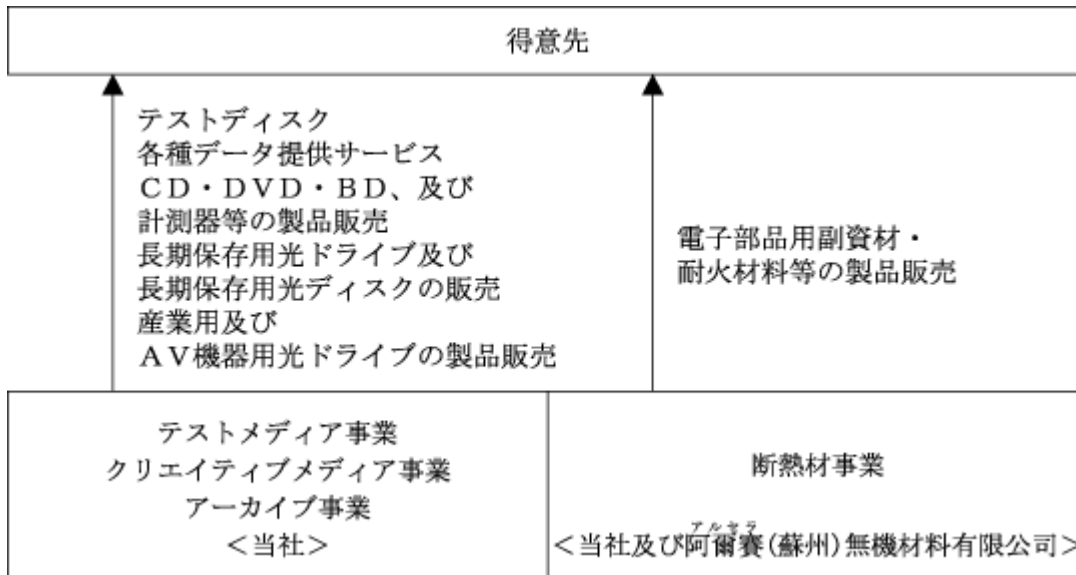 得意先
テストディスク
各種データ提供サービス
ＣＤ・ＤＶＤ・ＢＤ、及び
計測器等の製品販売
長期保存用光ドライブ及び
長期保存用光ディスクの販売
産業用及び
ＡＶ機器用光ドライブの製品販売
電子部品用副資材・
耐火材料等の製品販売
テストメディア事業
クリエイティブメディア事業
アーカイブ事業
＜当社＞
断熱材事業
アルセラ
＜当社及び阿爾賽(蘇州)無機材料有限公司＞